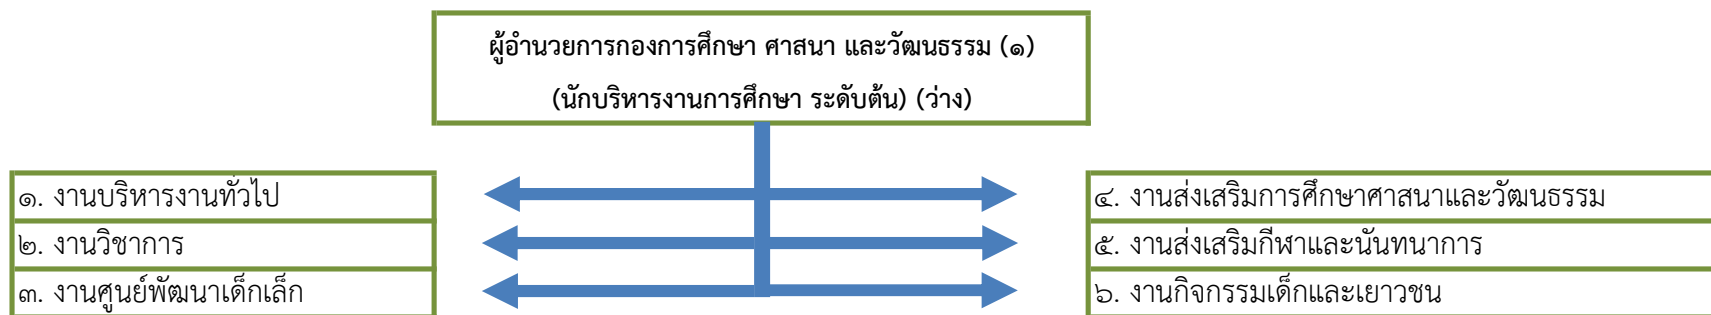 ผู้อำนวยการกองการศึกษา ศาสนา และวัฒนธรรม (๑)
(นักบริหารงานการศึกษา ระดับต้น) (ว่าง)
๑. งานบริหารงานทั่วไป
๒. งานวิชาการ
๓. งานศูนย์พัฒนาเด็กเล็ก
๔. งานส่งเสริมการศึกษาศาสนาและวัฒนธรรม
๕. งานส่งเสริมกีฬาและนันทนาการ
๖. งานกิจกรรมเด็กและเยาวชน